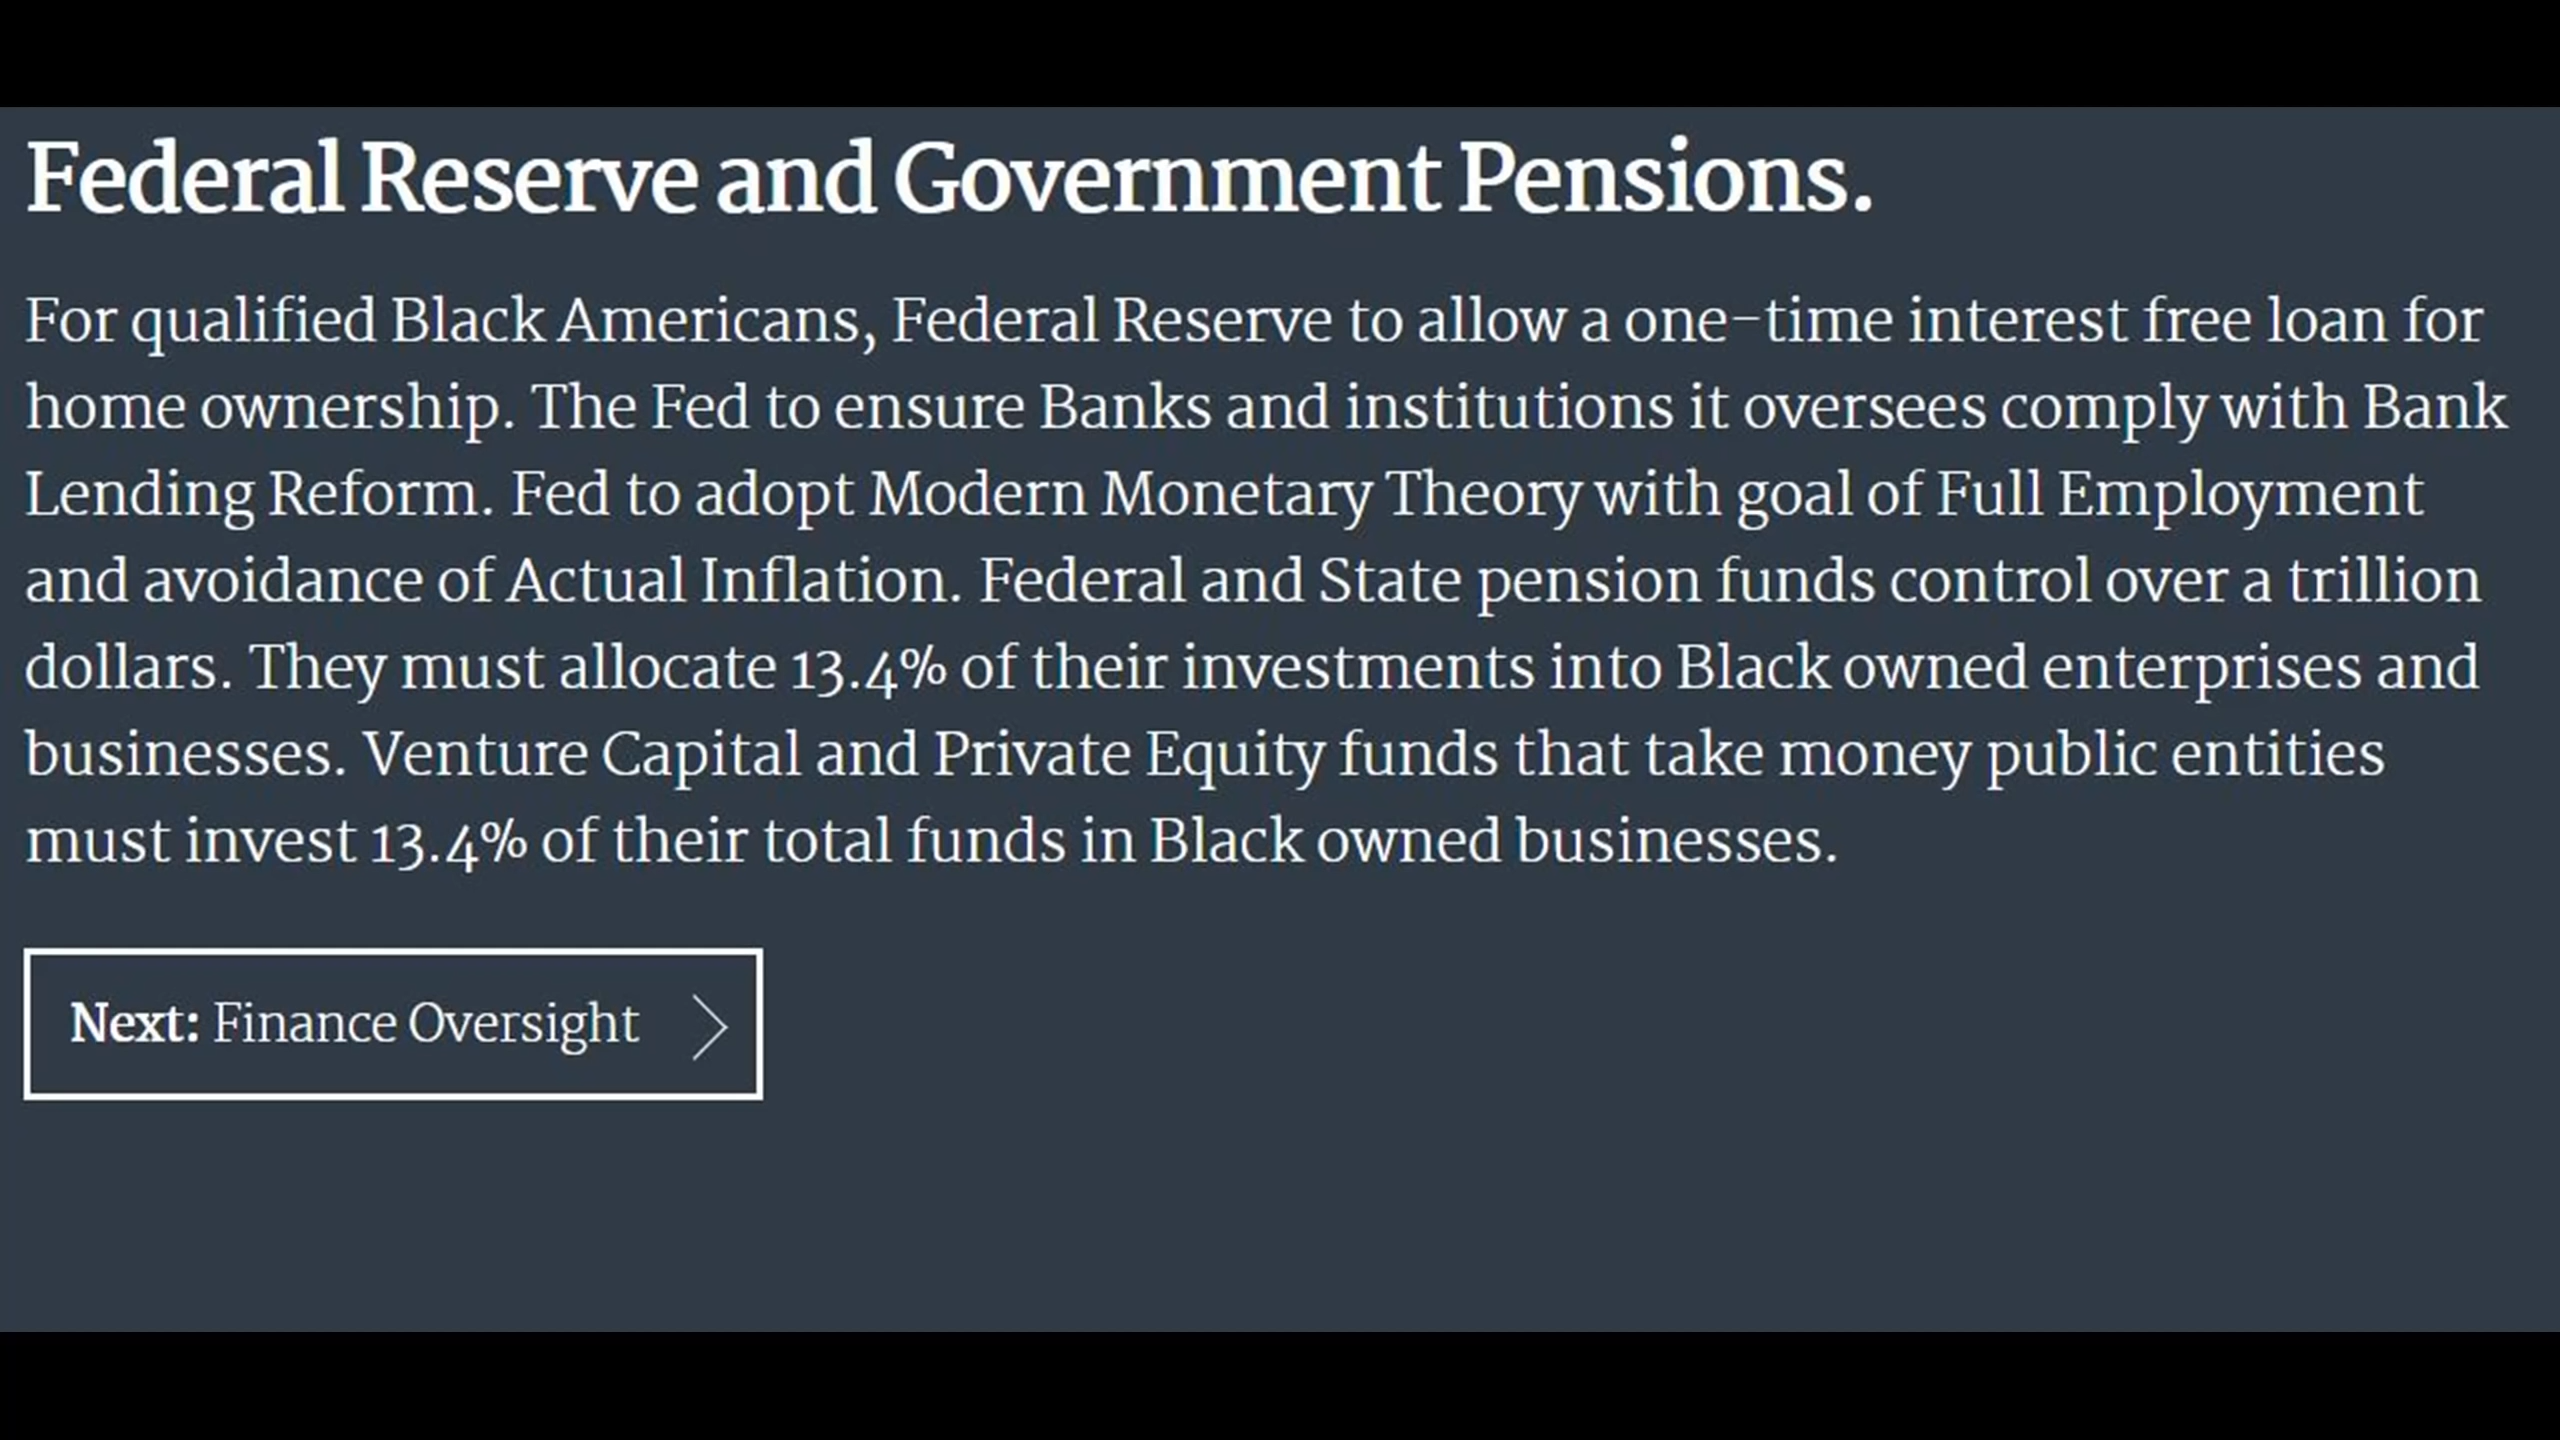 Federal Reserve and Government Pensions.
For qualified Black Americans, Federal Reserve to allow a one-time interest free loan for
home ownership. The Fed to ensure Banks and institutions it oversees comply with Bank
Lending Reform. Fed to adopt Modern Monetary Theory with goal of Full Employment
and avoidance of Actual Inflation. Federal and State pension funds control over a trillion
dollars. They must allocate 13.4% of their investments into Black owned enterprises and
businesses. Venture Capital and Private Equity funds that take money public entities
must invest 13.4% of their total funds in Black owned businesses.
Next: Finance Oversight